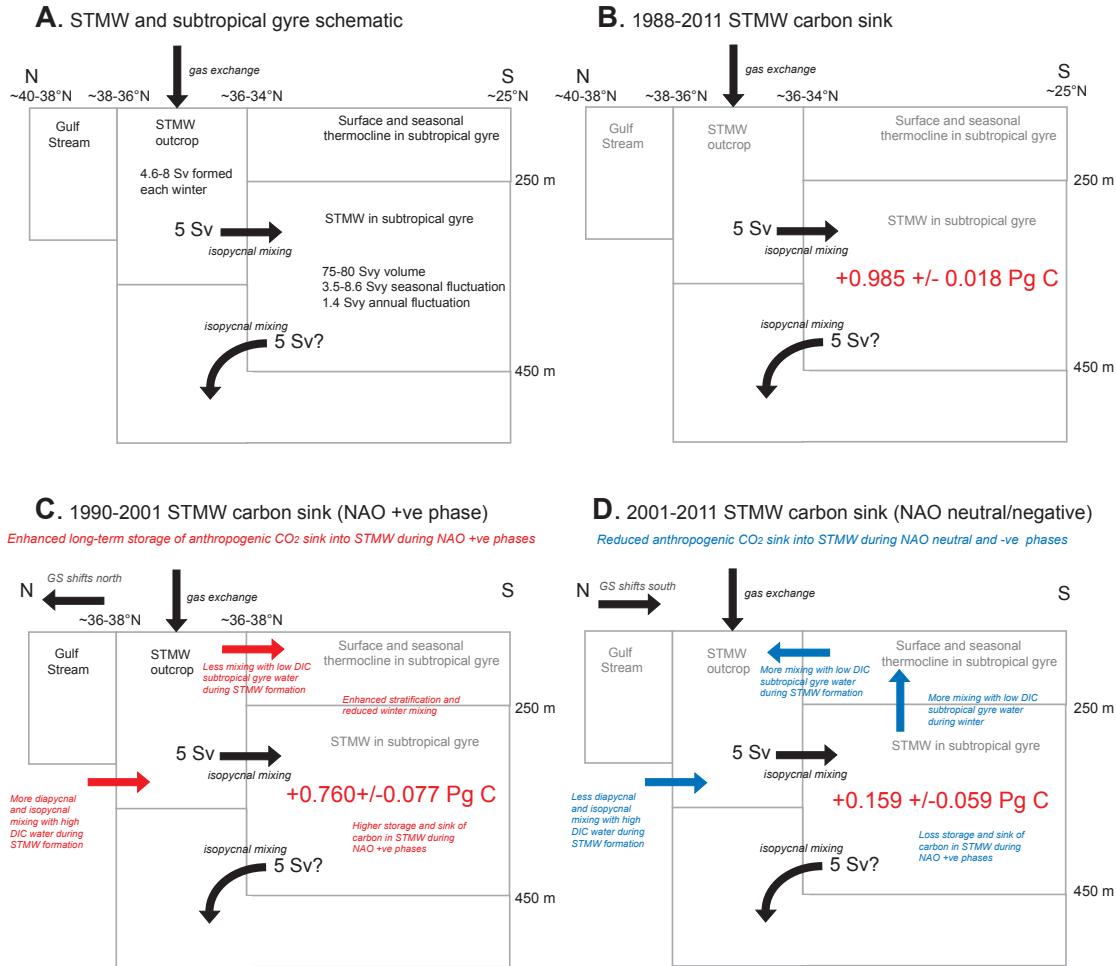 A. STMW and subtropical gyre schematic
gas exchange
N
S
~40-38°N
~38-36°N
~36-34°N
~25°N
Gulf
Stream
STMW
outcrop
Surface and seasonal
thermocline in subtropical gyre
4.6-8 Sv formed
each winter
250 m
5 Sv
isopycnal mixing
STMW in subtropical gyre
75-80 Svy volume
3.5-8.6 Svy seasonal fluctuation
1.4 Svy annual fluctuation
isopycnal mixing
5 Sv?
450 m
B. 1988-2011 STMW carbon sink
gas exchange
N
S
~40-38°N
~38-36°N
~36-34°N
~25°N
Gulf
Stream
STMW
outcrop
Surface and seasonal
thermocline in subtropical gyre
250 m
STMW in subtropical gyre
5 Sv
isopycnal mixing
+0.985 +/- 0.018 Pg C
isopycnal mixing
5 Sv?
450 m
C. 1990-2001 STMW carbon sink (NAO +ve phase)
Enhanced long-term storage of anthropogenic CO2 sink into STMW during NAO +ve phases
N
GS shifts north
gas exchange
S
~36-38°N
~36-38°N
Gulf
Stream
STMW
outcrop
Surface and seasonal
thermocline in subtropical gyre
Less mixing with low DIC
subtropical gyre water
during STMW formation
Enhanced stratification and
reduced winter mixing
250 m
STMW in subtropical gyre
5 Sv
isopycnal mixing
+0.760+/-0.077 Pg C
More diapycnal
and isopycnal
mixing with high
DIC water during
STMW formation
Higher storage and sink of
carbon in STMW during
NAO +ve phases
isopycnal mixing
5 Sv?
450 m
D. 2001-2011 STMW carbon sink (NAO neutral/negative)
Reduced anthropogenic CO2 sink into STMW during NAO neutral and -ve phases
N
GS shifts south
gas exchange
S
Gulf
Stream
STMW
outcrop
Surface and seasonal
thermocline in subtropical gyre
More mixing with low DIC
subtropical gyre water
during STMW formation
More mixing with low DIC
subtropical gyre water
during winter
250 m
STMW in subtropical gyre
5 Sv
isopycnal mixing
+0.159 +/-0.059 Pg C
Less diapycnal
and isopycnal
mixing with high
DIC water during
STMW formation
Loss storage and sink of
carbon in STMW during
NAO +ve phases
isopycnal mixing
5 Sv?
450 m